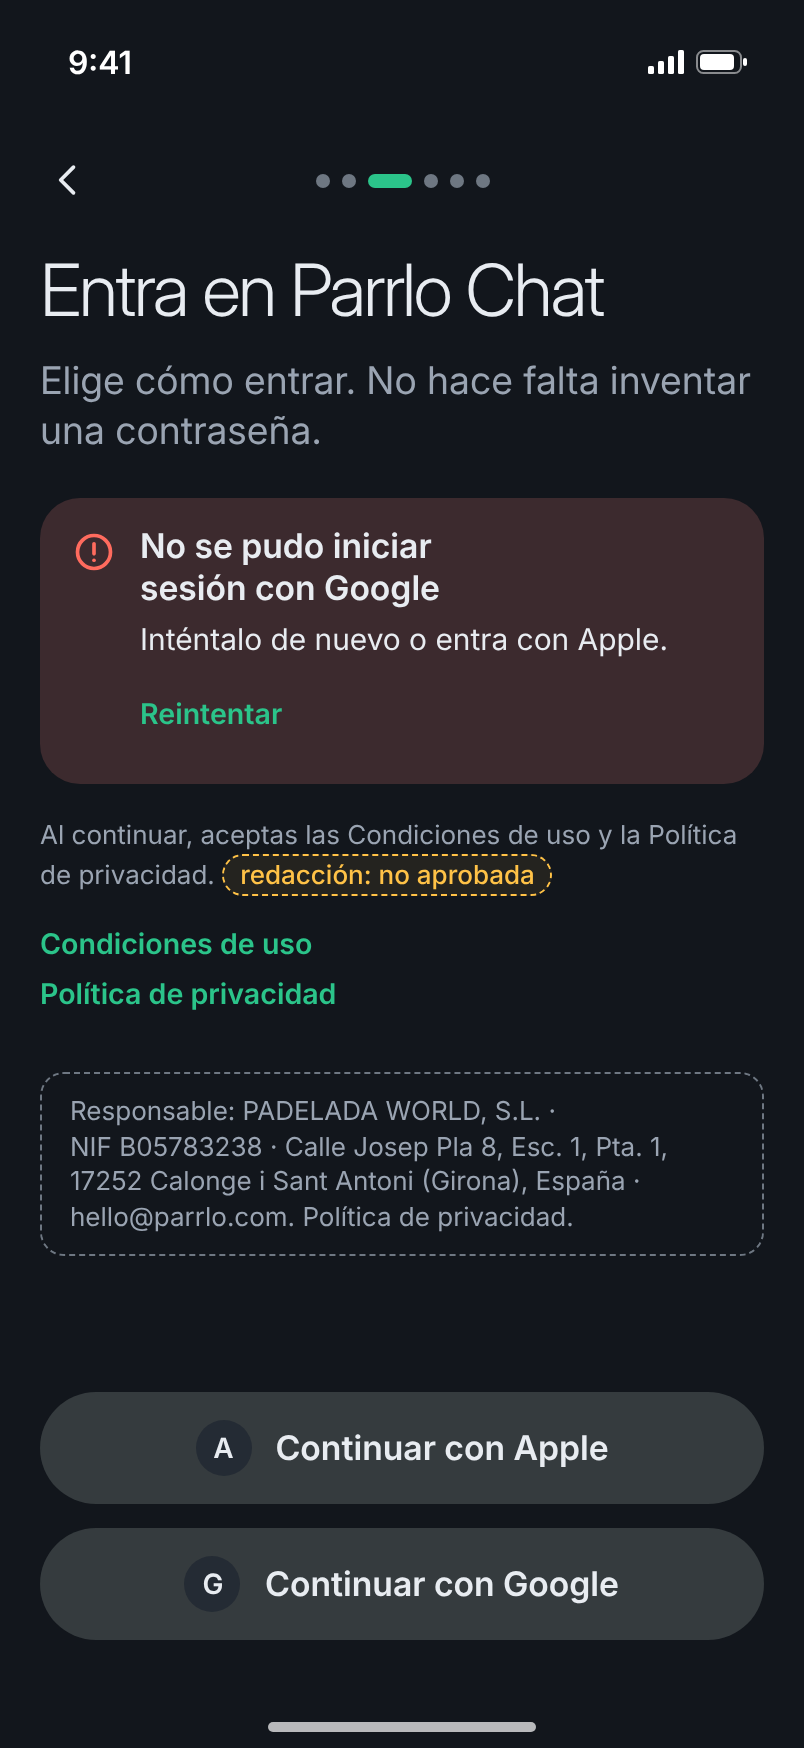 9:41
Entra en Parrlo Chat
Elige cómo entrar. No hace falta inventar
una contraseña.
No se pudo iniciar
sesión con Google
Inténtalo de nuevo o entra con Apple.
Reintentar
Al continuar, aceptas las Condiciones de uso y la Política
de privacidad. redacción: no aprobada
Condiciones de uso
Política de privacidad
Responsable: PADELADA WORLD, S.L. ·
NIF B05783238 · Calle Josep Pla 8, Esc. 1, Pta. 1,
17252 Calonge i Sant Antoni (Girona), España ·
hello@parrlo.com. Política de privacidad.
A Continuar con Apple
G Continuar con Google